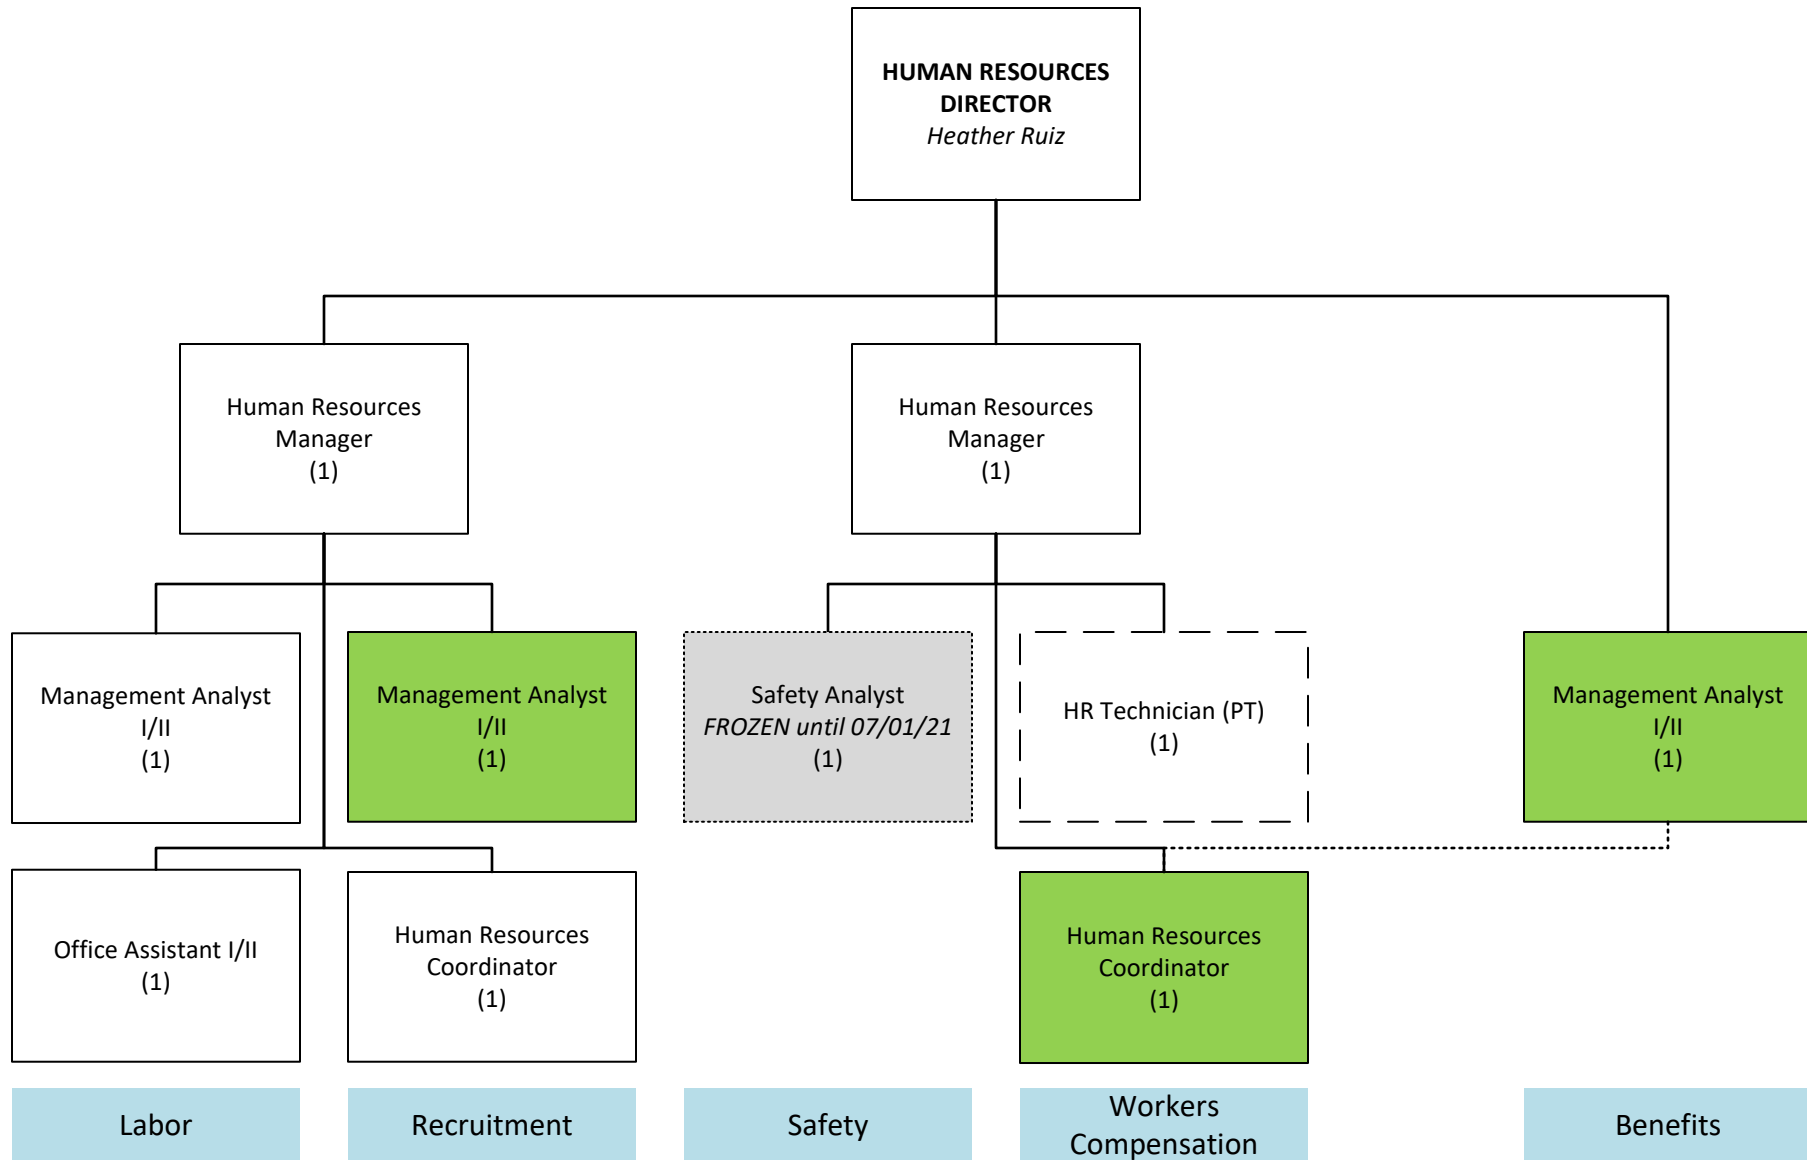 HUMAN RESOURCES
DIRECTOR
Heather Ruiz
Human Resources
Manager
(1)
Human Resources
Manager
(1)
Management Analyst
I/II
(1)
Management Analyst
I/II
(1)
Safety Analyst
FROZEN until 07/01/21
(1)
HR Technician (PT)
(1)
Management Analyst
I/II
(1)
Office Assistant I/II
(1)
Human Resources
Coordinator
(1)
Human Resources
Coordinator
(1)
Labor
Recruitment
Safety
Workers
Compensation
Benefits